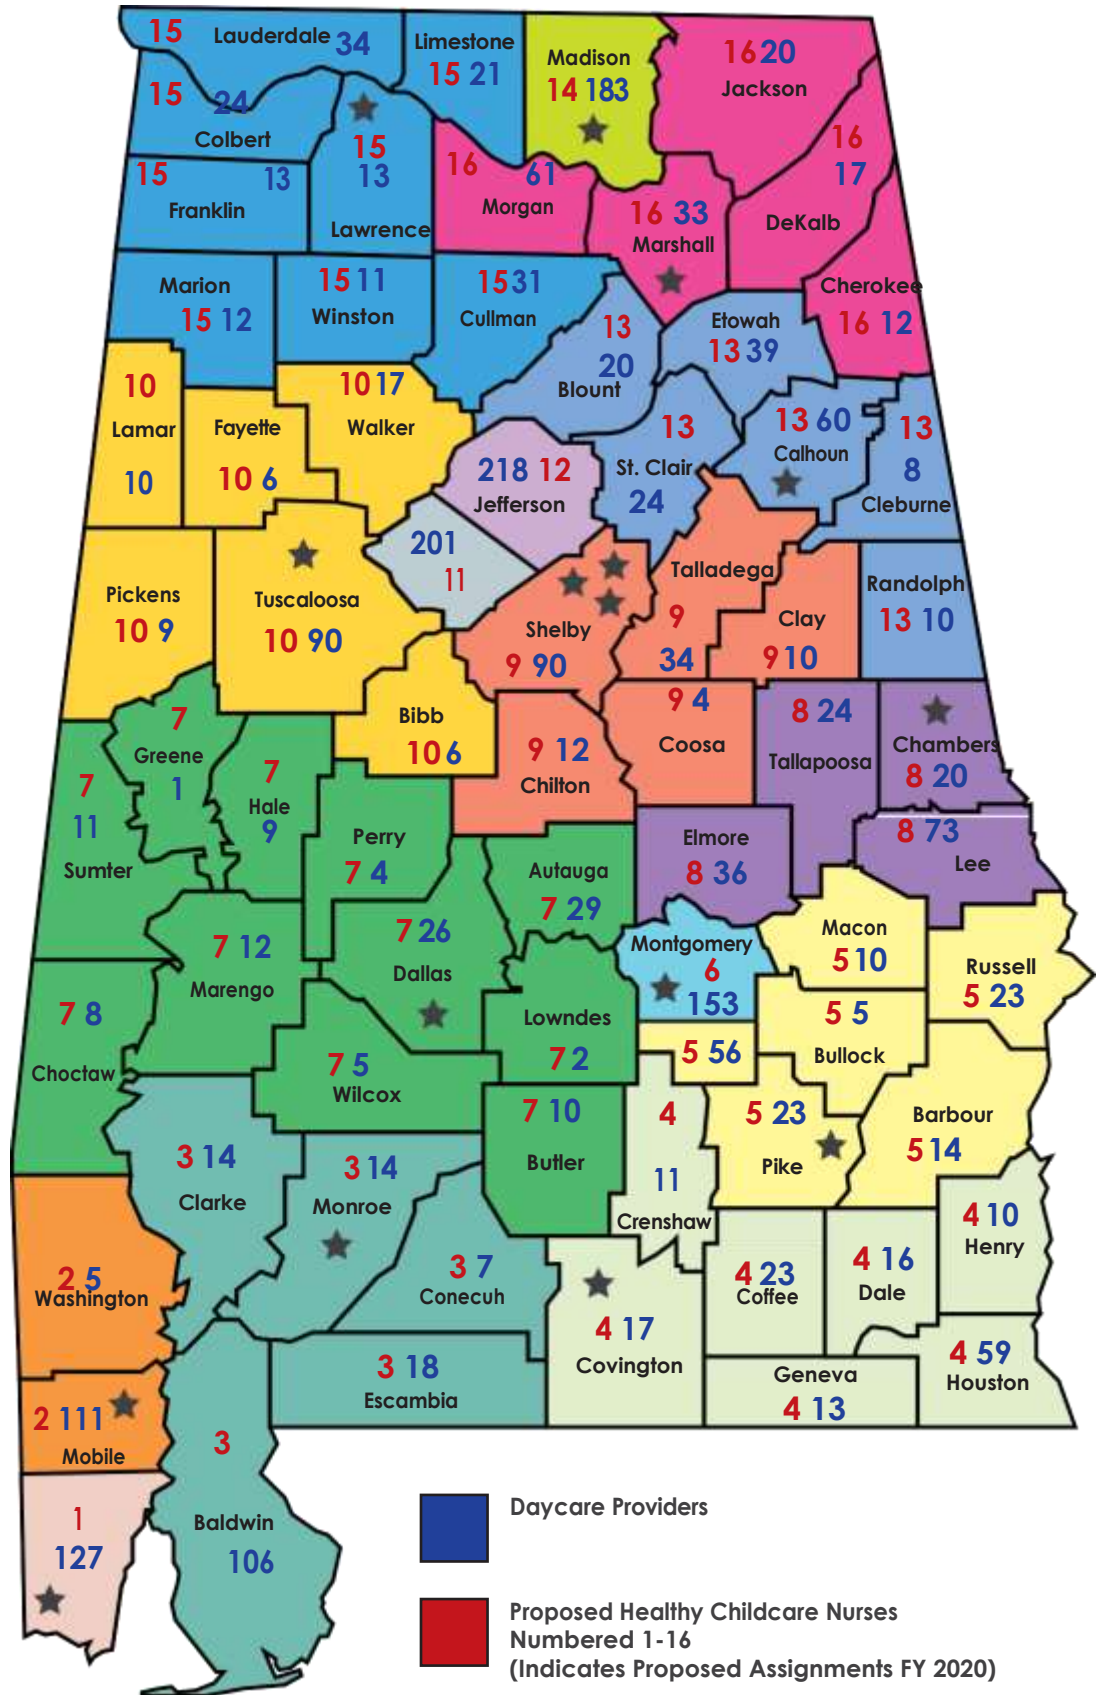 15 Lauderdale 34
Limestone
15 21
Madison
14 183
16 20
Jackson
15 24
Colbert
15
13
Lawrence
15 13
Franklin
16 61
Morgan
16 33
Marshall
16
17
DeKalb
Cherokee
16 12
Marion
15 12
15 11
Winston
15 31
Cullman
13
20
Blount
Etowah
13 39
10
Lamar
10
Fayette
10 6
10 17
Walker
218 12
Jefferson
13
St. Clair
24
13 60
Calhoun
13
8
Cleburne
201
11
Pickens
10 9
Tuscaloosa
10 90
Shelby
9 90
Talladega
9
34
Clay
9 10
Randolph
13 10
Bibb
10 6
9 12
Chilton
9 4
Coosa
8 24
Tallapoosa
Chambers
8 20
7
Greene
1
7
11
Sumter
7
Hale
9
Perry
7 4
Autauga
7 29
Elmore
8 36
8 73
Lee
7 12
Marengo
7 26
Dallas
Montgomery
6
153
Macon
5 10
Russell
5 23
7 8
Choctaw
7 5
Wilcox
Lowndes
7 2
5 56
5 5
Bullock
7 10
Butler
4
11
Crenshaw
5 23
Pike
Barbour
5 14
3 14
Clarke
3 14
Monroe
3 7
Conecuh
4 10
Henry
2 5
Washington
4 17
Covington
4 23
Coffee
4 16
Dale
3 18
Escambia
Geneva
4 13
4 59
Houston
2 111
Mobile
3
Baldwin
106
1
127
Daycare Providers
Proposed Healthy Childcare Nurses
Numbered 1-16
(Indicates Proposed Assignments FY 2020)